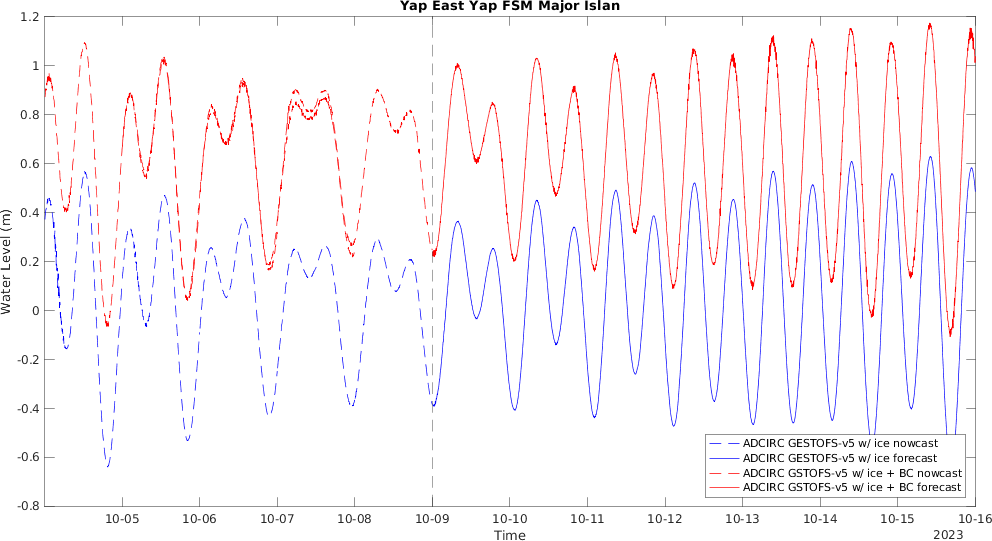 Yap East Yap FSM Major Islan
Water Level (m)
1.2
1
0.8
0.6
0.4
0.2
0
-0.2
-0.4
-0.6
-0.8
ADCIRC GESTOFS-v5 w/ ice nowcast
ADCIRC GESTOFS-v5 w/ ice forecast
ADCIRC GSTOFS-v5 w/ ice + BC nowcast
ADCIRC GSTOFS-v5 w/ ice + BC forecast
10-05 10-06 10-07 10-08 10-09 10-10 10-11 10-12 10-13 10-14 10-15 10-16
Time
2023